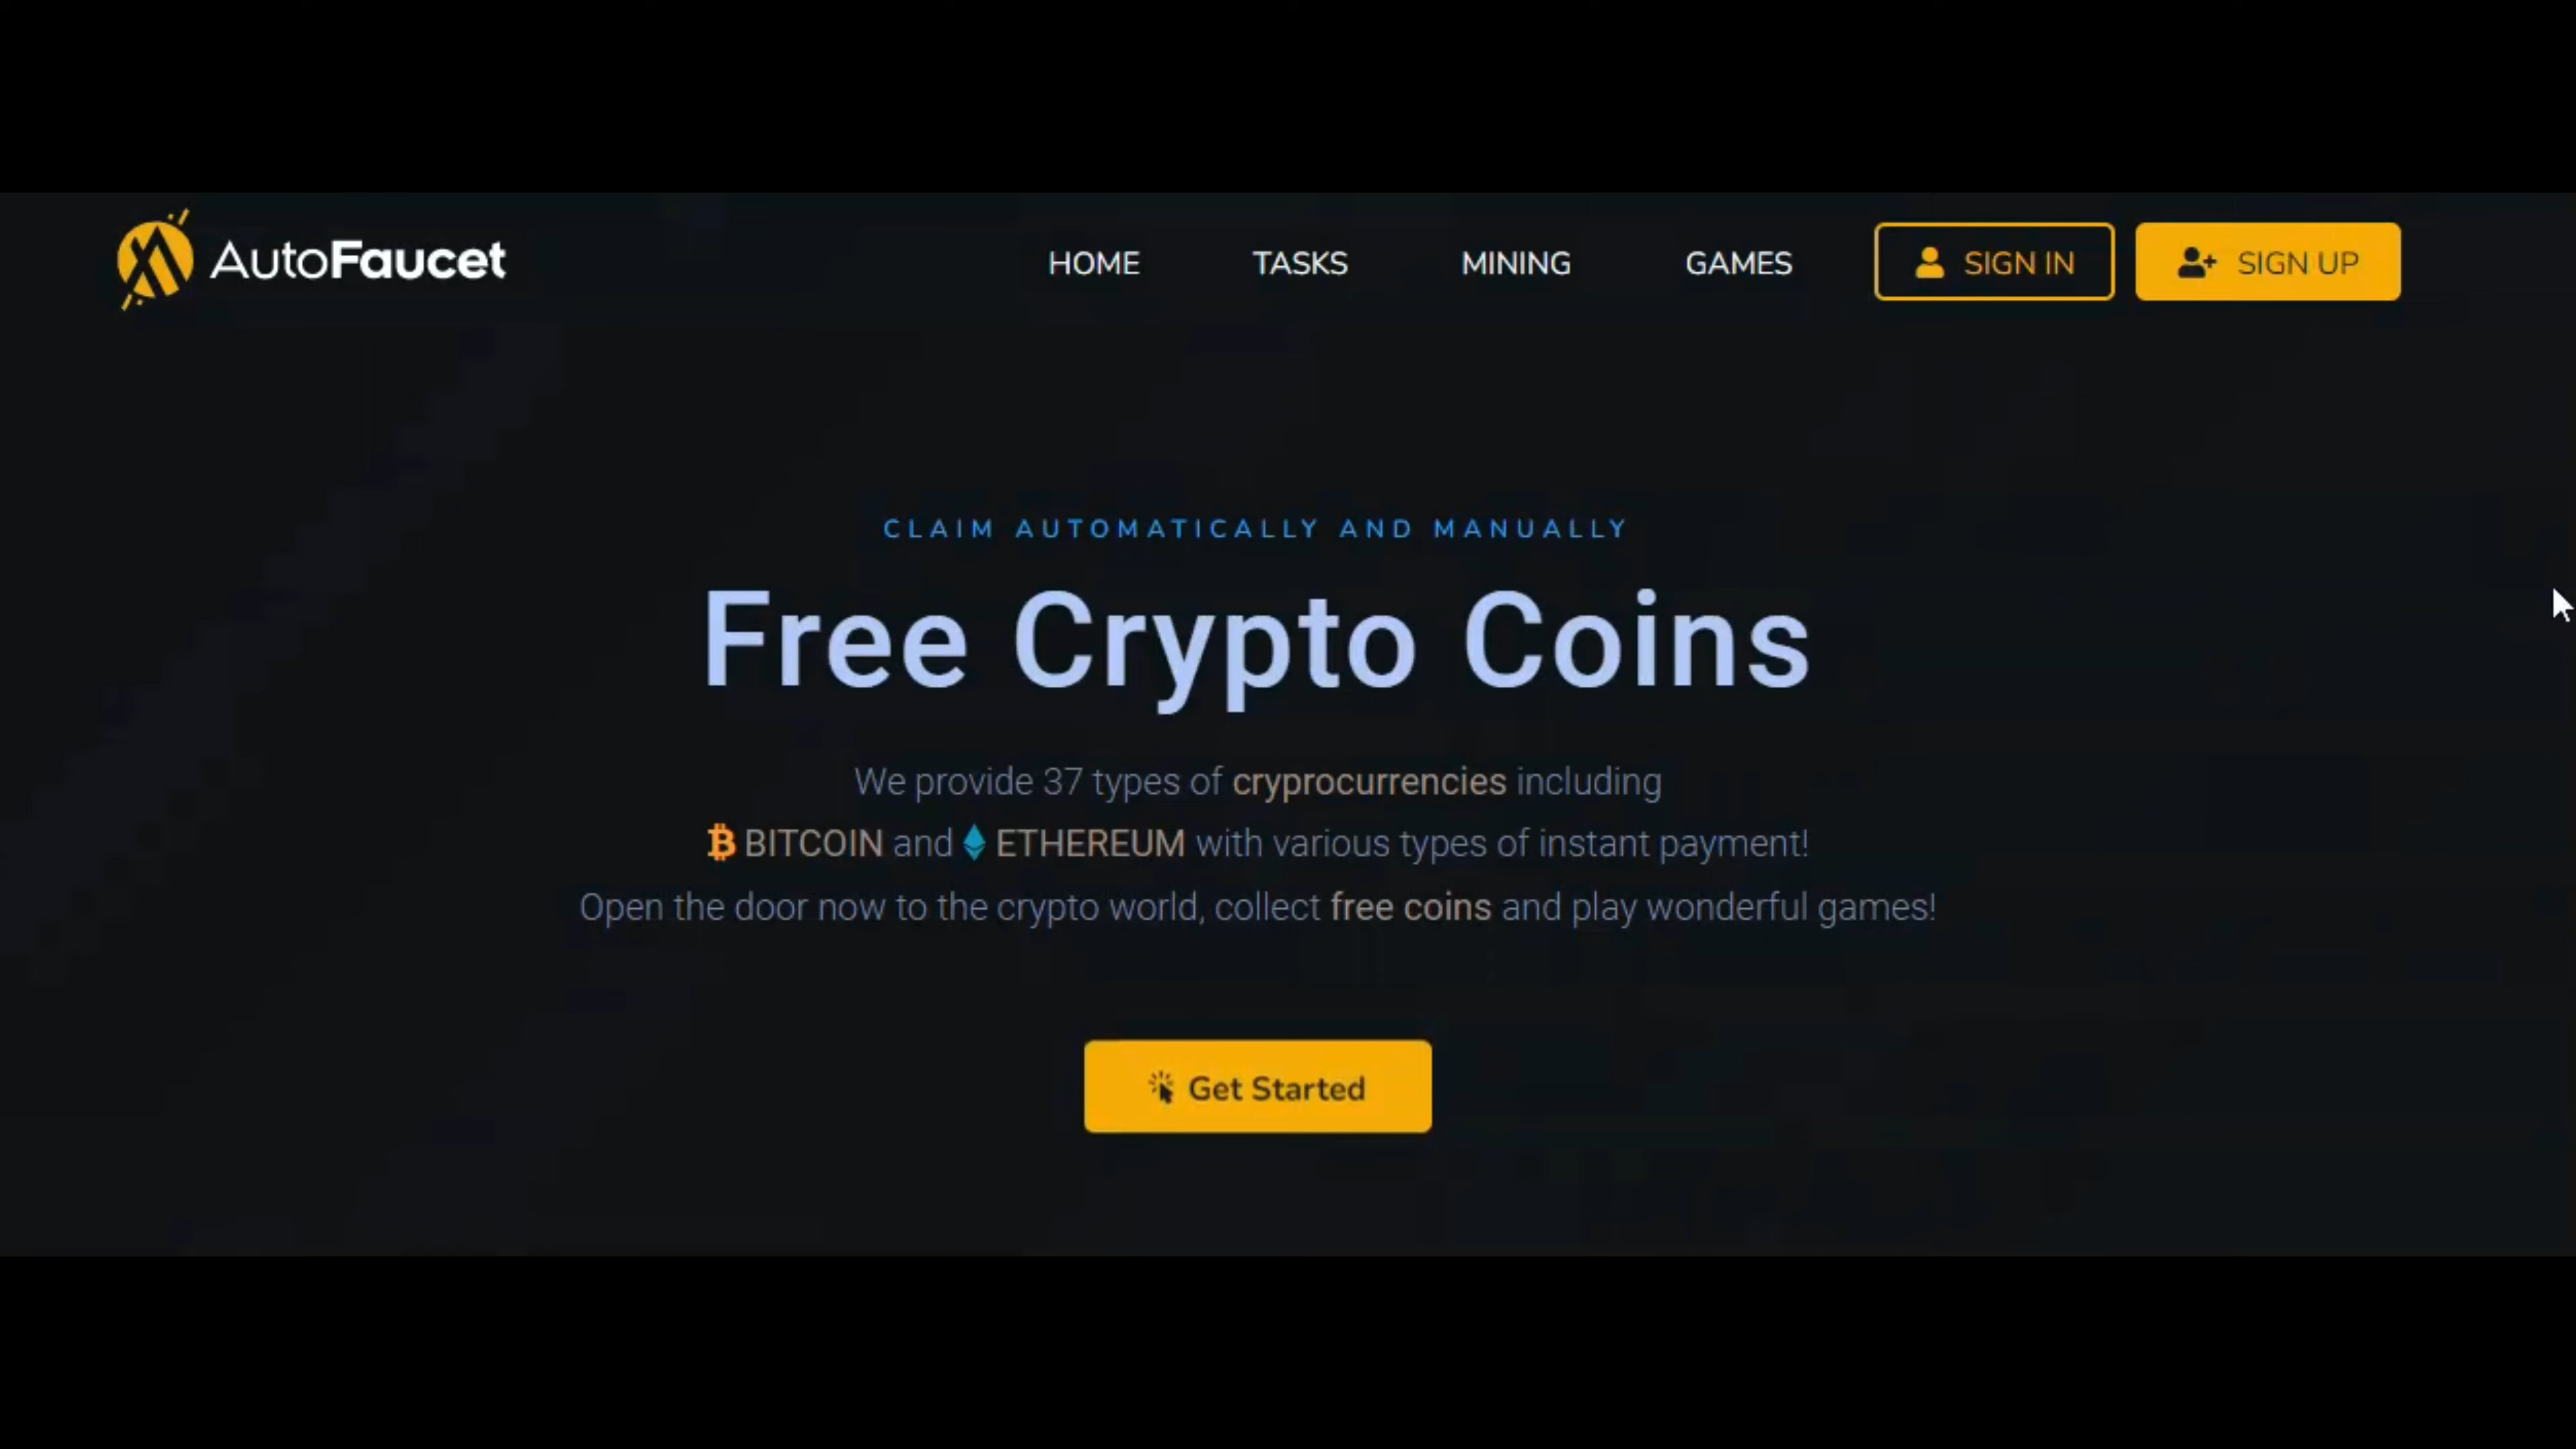 AutoFaucet
HOME TASKS MINING GAMES SIGN IN SIGN UP
CLAIM AUTOMATICALLY AND MANUALLY
Free Crypto Coins
We provide 37 types of cryprocurrencies including
BITCOIN and ETHEREUM with various types of instant payment!
Open the door now to the crypto world, collect free coins and play wonderful games!
Get Started